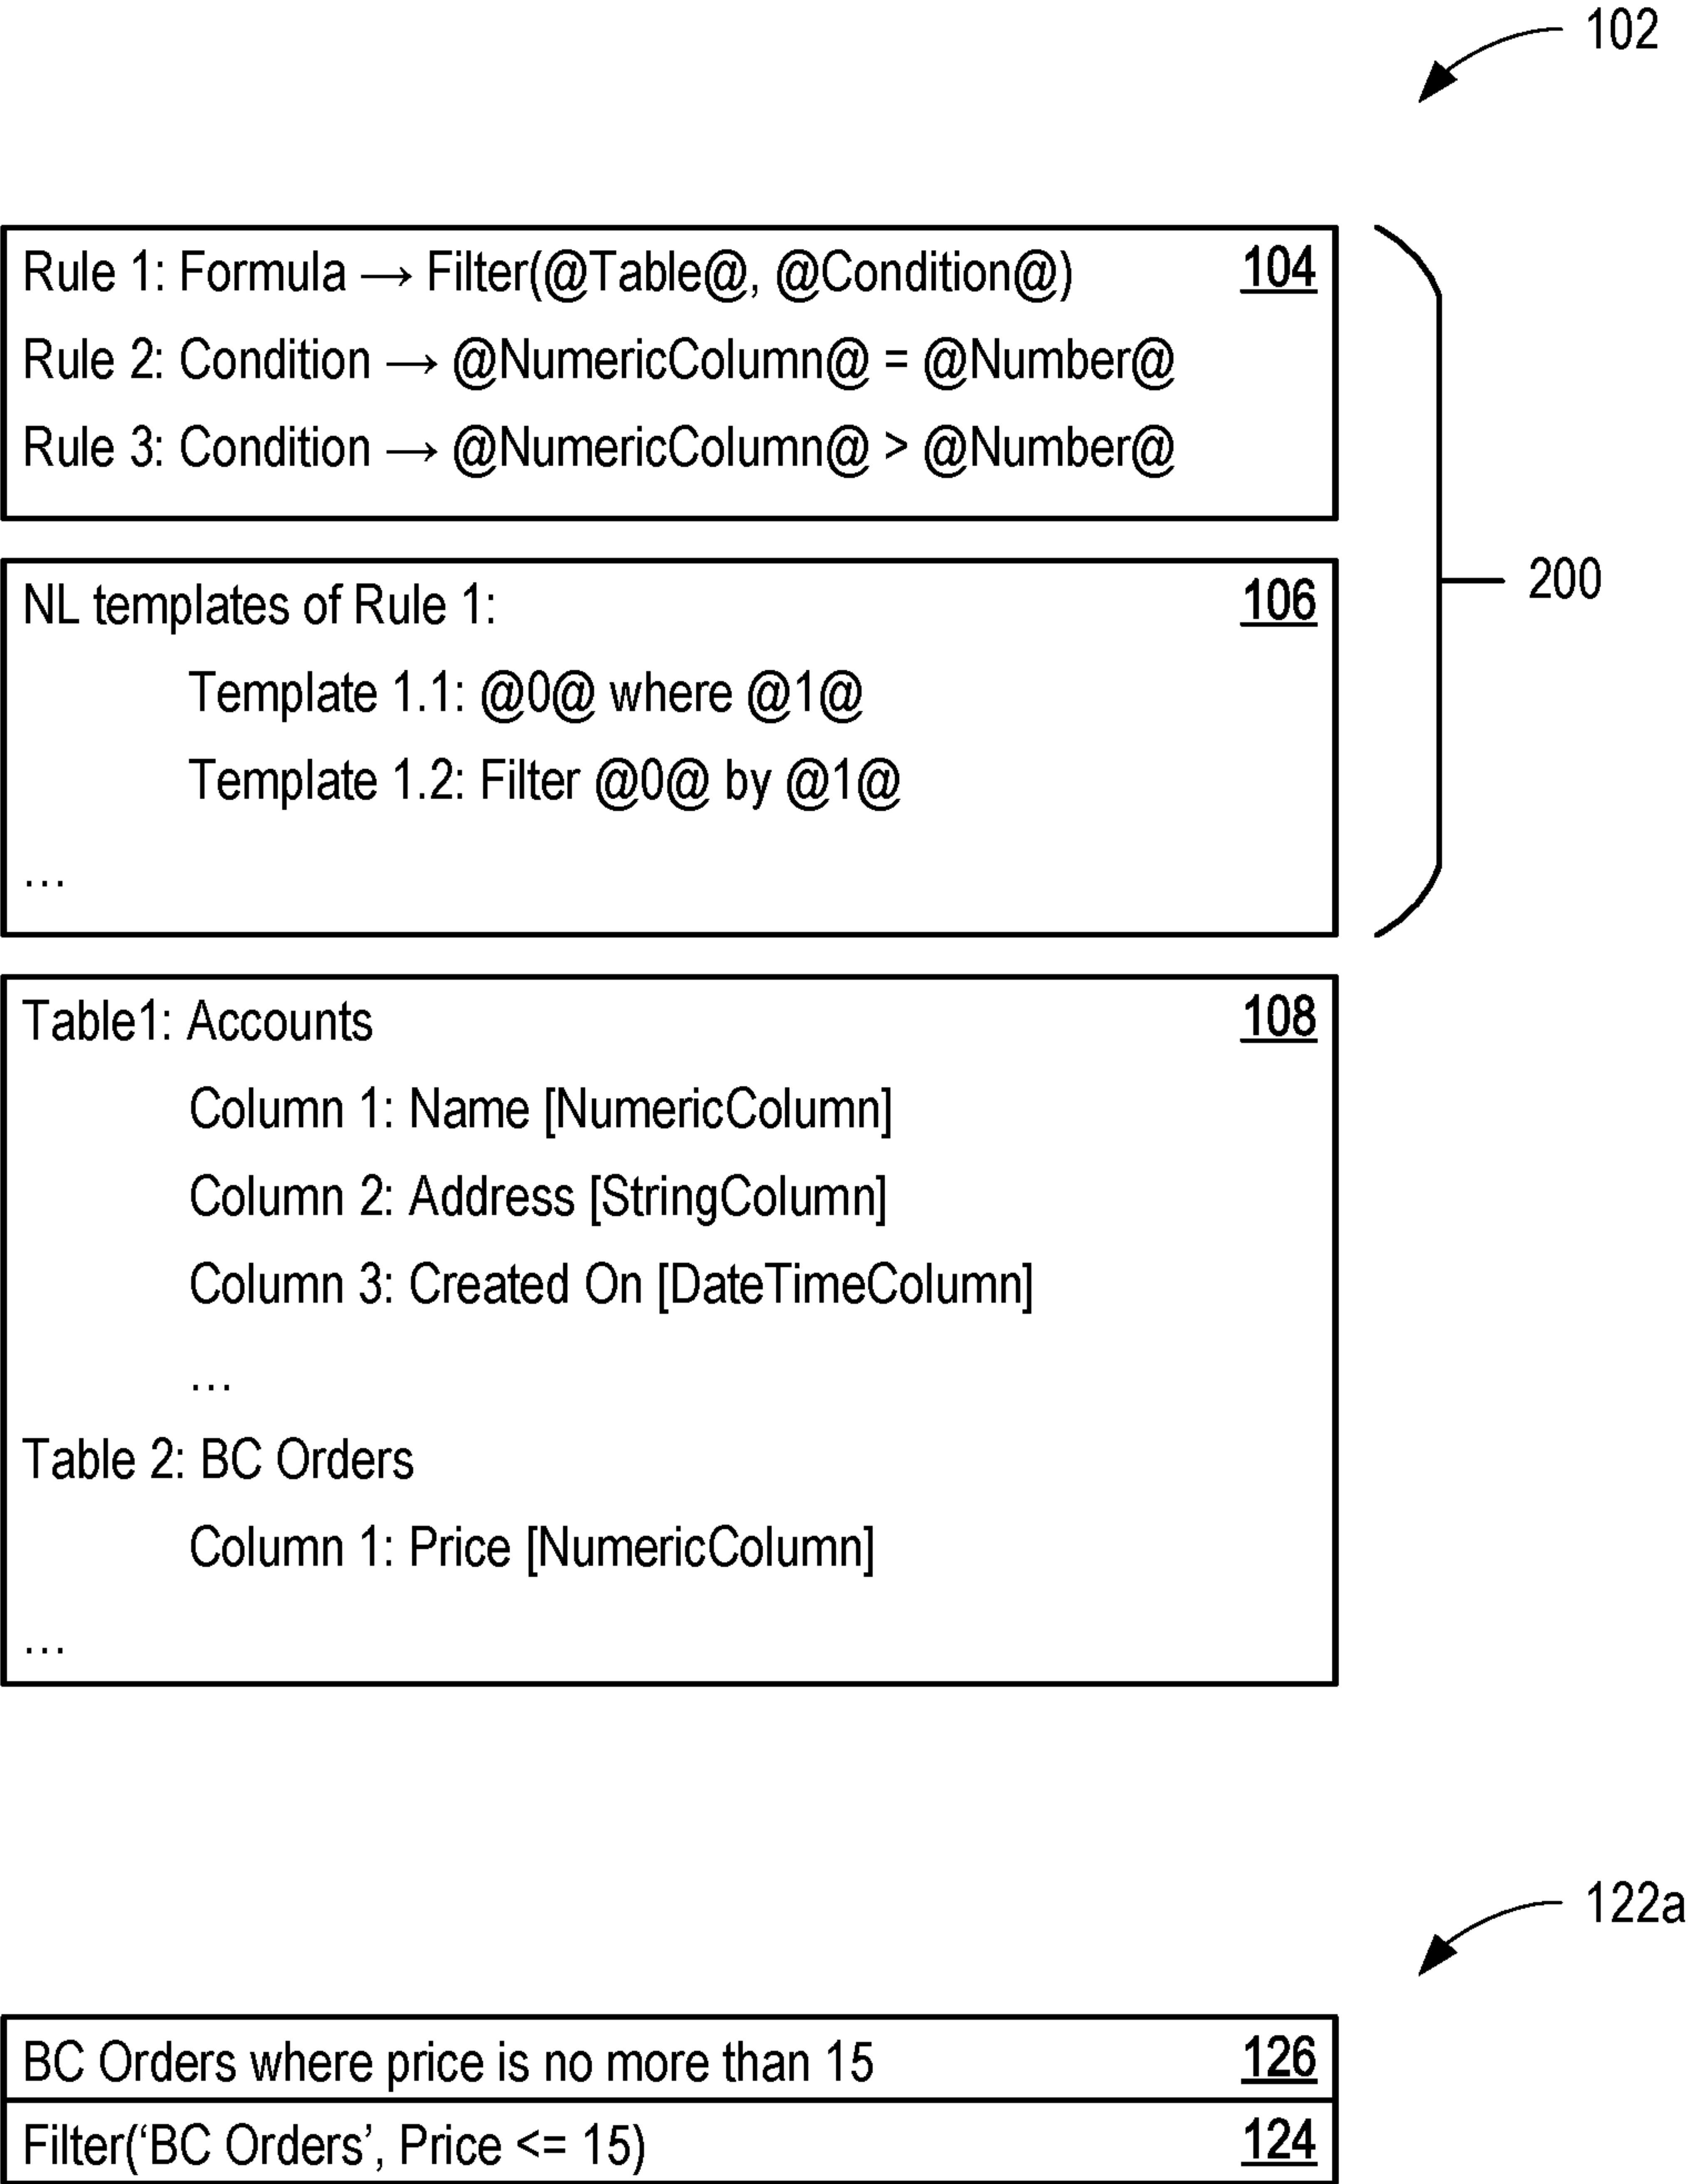 102
Rule 1: Formula → Filter(@Table@, @Condition@) 104
Rule 2: Condition → @NumericColumn@ = @Number@
Rule 3: Condition → @NumericColumn@ > @Number@
200
NL templates of Rule 1: 106
Template 1.1: @0@ where @1@
Template 1.2: Filter @0@ by @1@
…
Table1: Accounts 108
Column 1: Name [NumericColumn]
Column 2: Address [StringColumn]
Column 3: Created On [DateTimeColumn]
…
Table 2: BC Orders
Column 1: Price [NumericColumn]
…
122a
BC Orders where price is no more than 15 126
Filter(‘BC Orders’, Price <= 15) 124